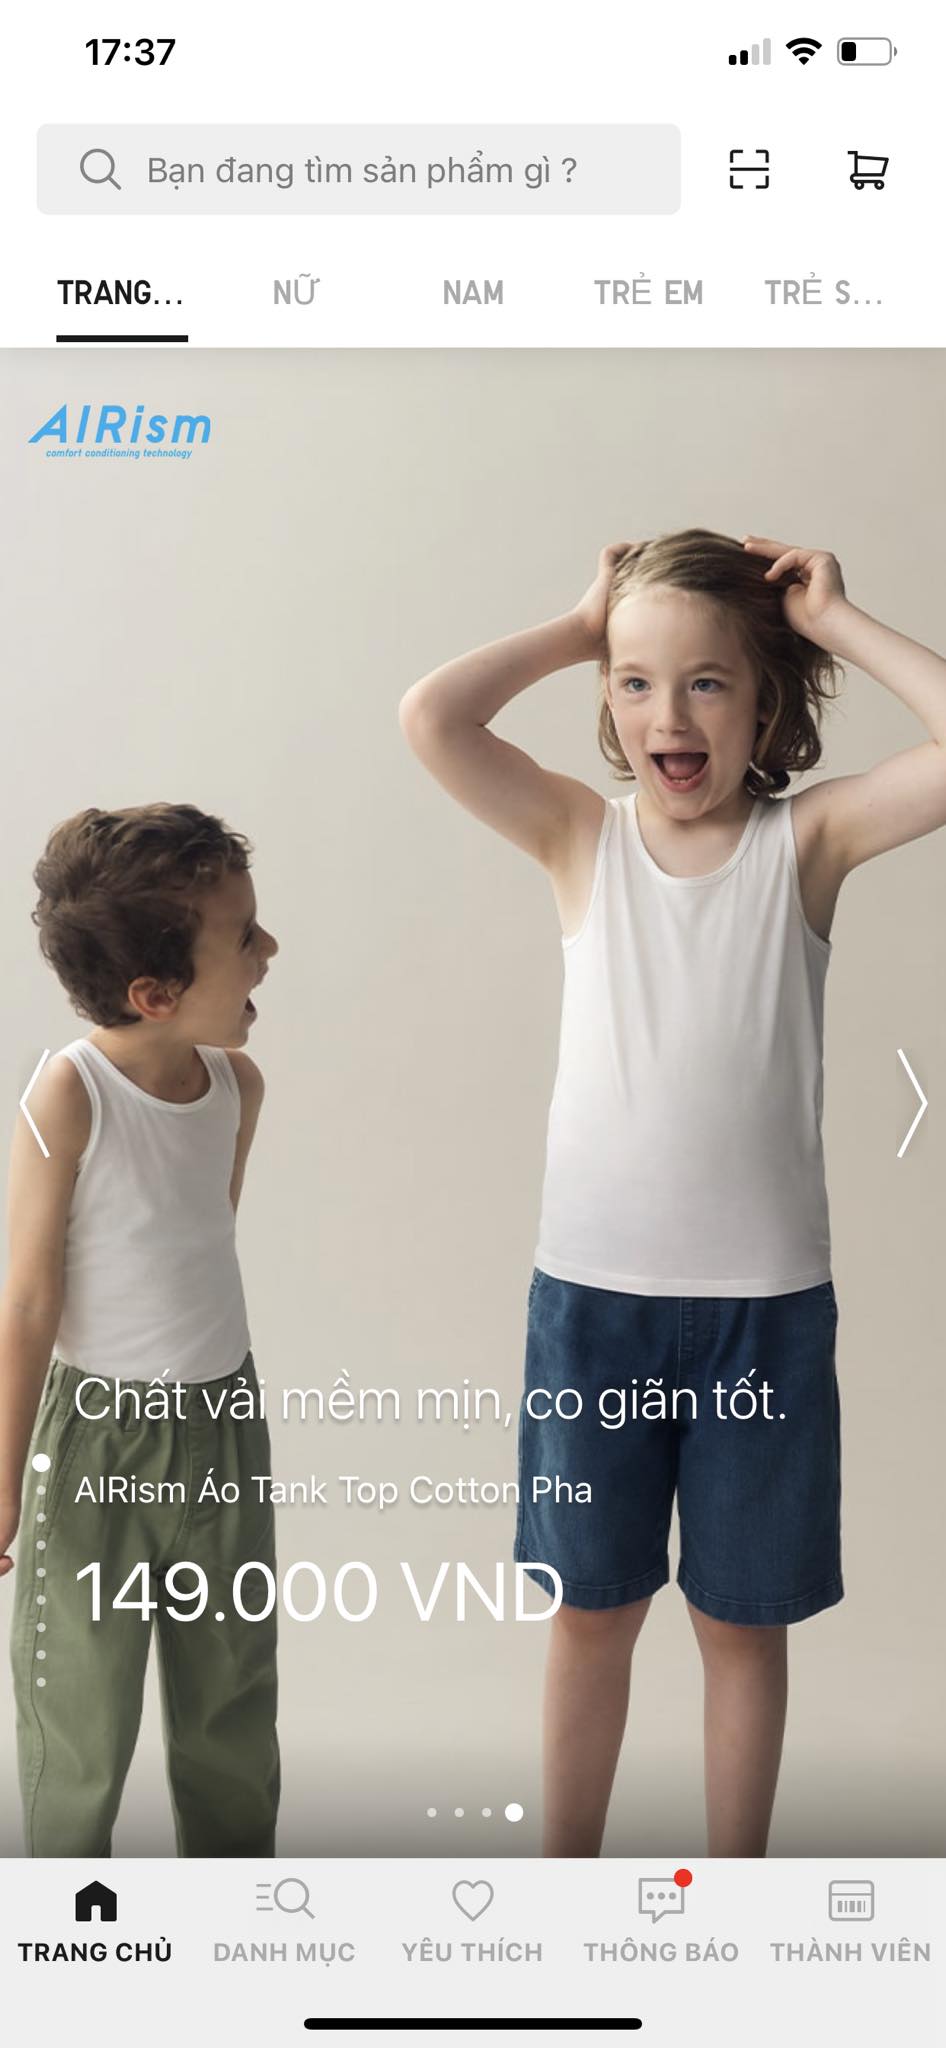 17:37
Bạn đang tìm sản phẩm gì ?
TRANG... NỮ NAM TRẺ EM TRẺ S...
AIRism
comfort conditioning technology
Chất vải mềm mịn, co giãn tốt.
AIRism Áo Tank Top Cotton Pha
149.000 VND
TRANG CHỦ DANH MỤC YÊU THÍCH THÔNG BÁO THÀNH VIÊN